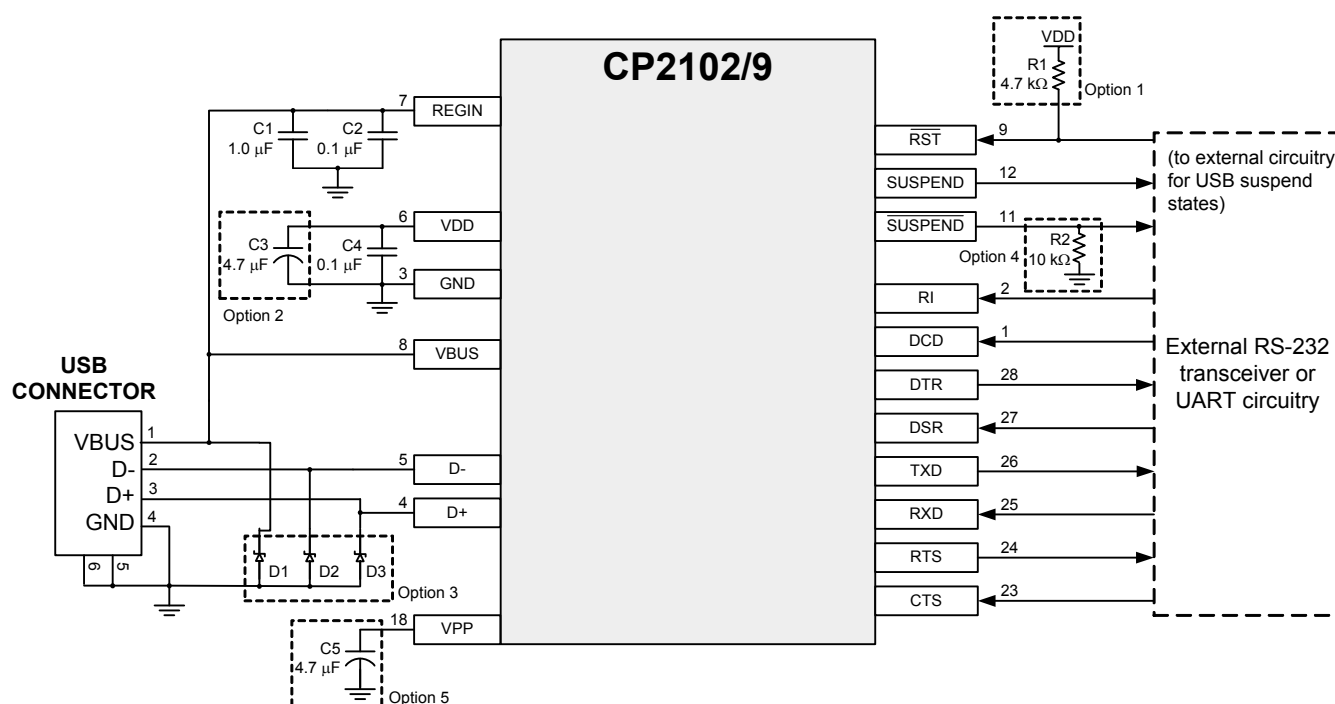 CP2102/9
VDD
R1
4.7 kΩ
Option 1
7
REGIN
C1
1.0 μF
C2
0.1 μF
6
VDD
C3
4.7 μF
C4
0.1 μF
3
GND
Option 2
8
VBUS
USB
CONNECTOR
VBUS
1
D-
2
D+
3
GND
4
6
5
5
D-
4
D+
D1
D2
D3
Option 3
18
VPP
C5
4.7 μF
Option 5
RST
9
SUSPEND
12
SUSPEND
11
R2
10 kΩ
Option 4
RI
2
DCD
1
DTR
28
DSR
27
TXD
26
RXD
25
RTS
24
CTS
23
(to external circuitry
for USB suspend
states)
External RS-232
transceiver or
UART circuitry